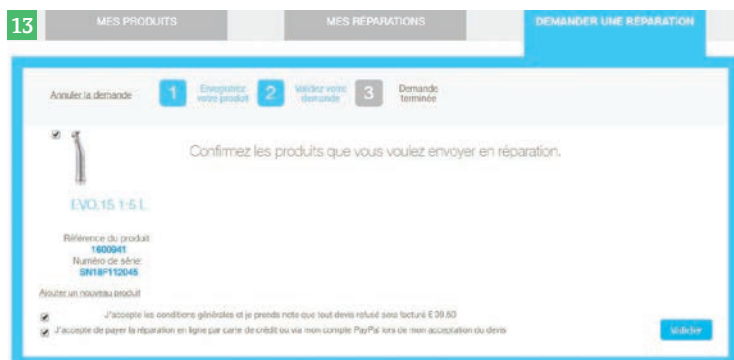 13
MES PRODUITS
MES RÉPARATIONS
DEMANDER UNE RÉPARATION
Annuler la demande
1
Enregistrez
votre produit
2
Validez votre
demande
3
Demande
terminée
Confirmez les produits que vous voulez envoyer en réparation.
EVO.15 1:5 L
Référence du produit
1600941
Numéro de série:
SN18F112045
Ajouter un nouveau produit
J'accepte les conditions générales et je prends note que tout devis refusé sera facturé €
J'accepte de payer la réparation en ligne par carte de crédit ou via mon compte PayPal lors de mon acceptation du devis
Valider